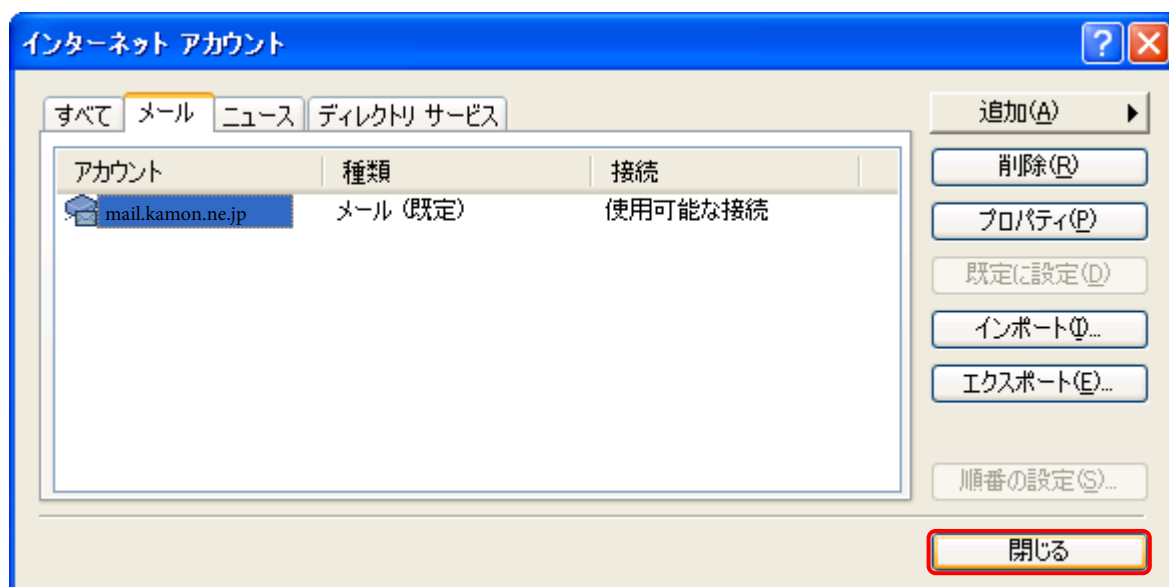 インターネット アカウント
すべて メール ニュース ディレクトリ サービス
アカウント 種類 接続
mail.kamon.ne.jp メール (既定) 使用可能な接続
追加(A)
削除(R)
プロパティ(P)
既定に設定(D)
インポート(I)...
エクスポート(E)...
順番の設定(S)...
閉じる